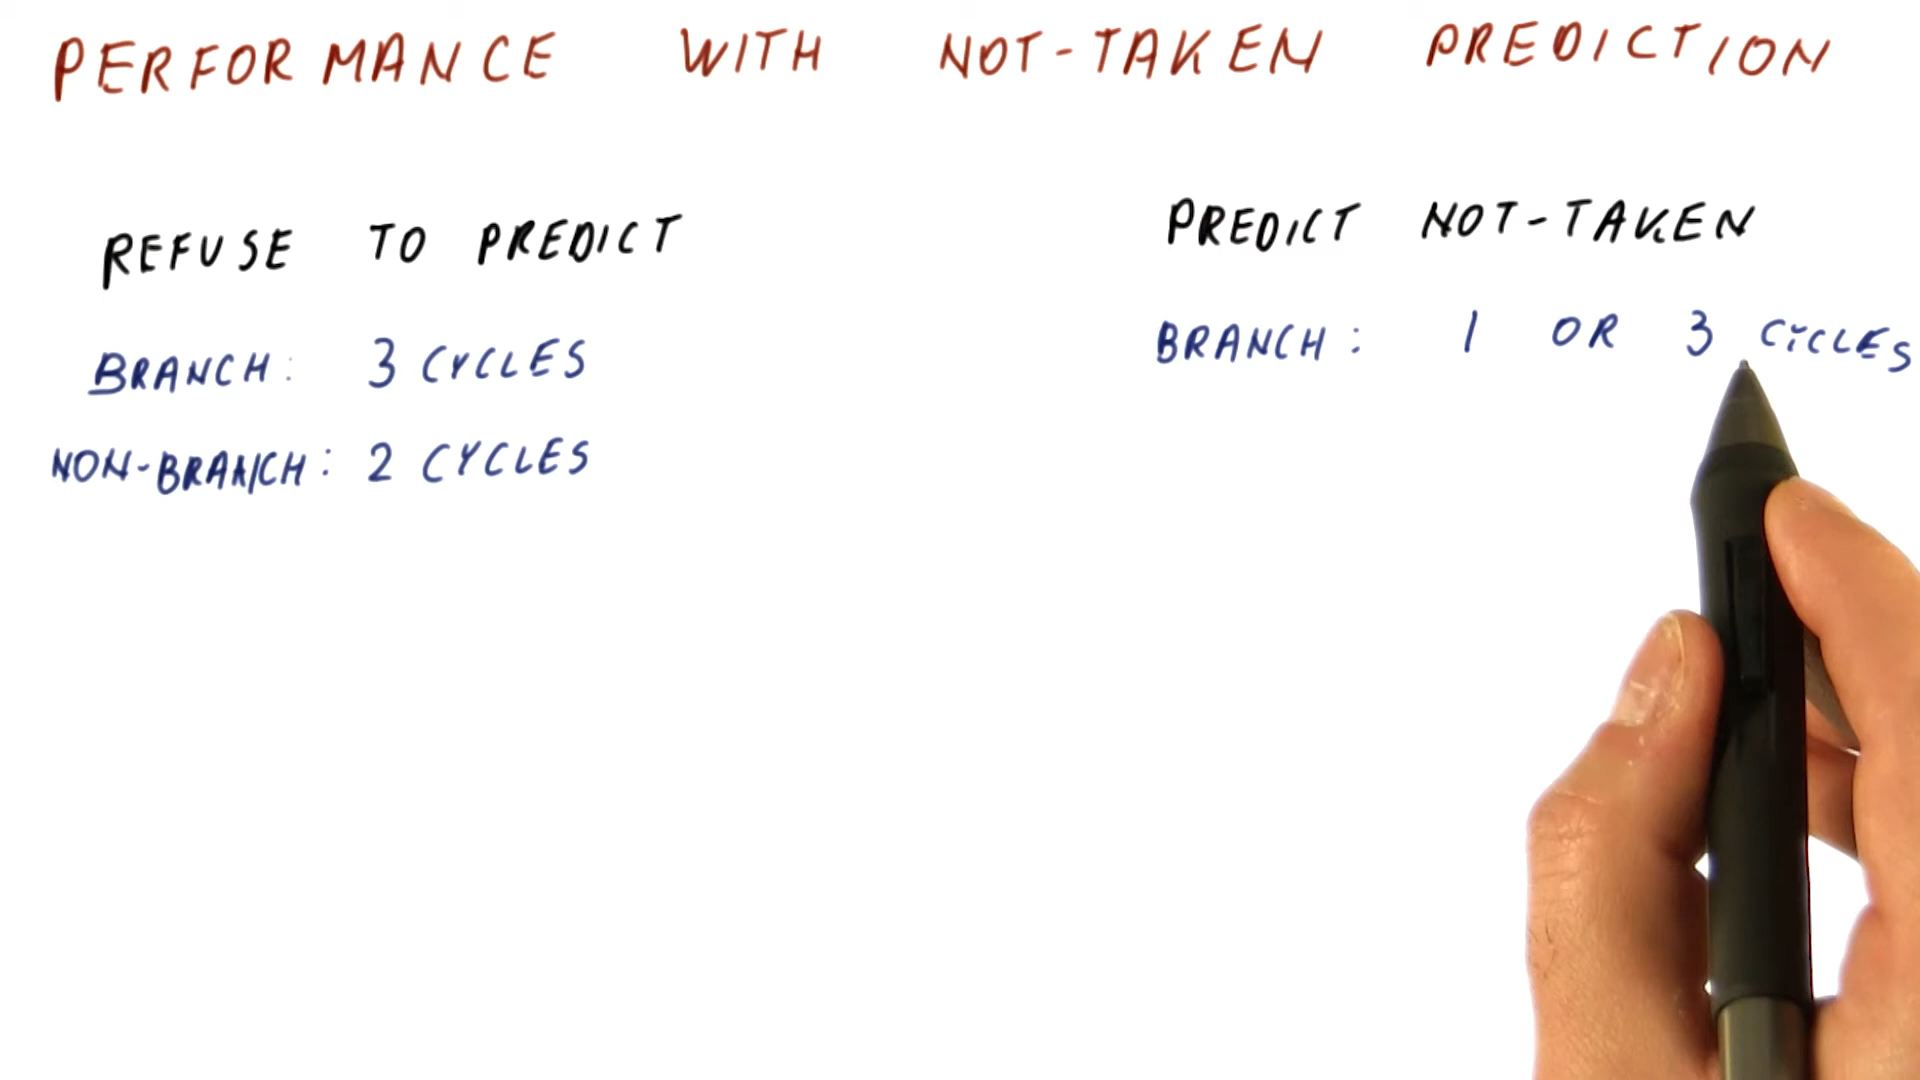 PERFORMANCE WITH NOT-TAKEN PREDICTION
REFUSE TO PREDICT
BRANCH: 3 CYCLES
NON-BRANCH: 2 CYCLES
PREDICT NOT-TAKEN
BRANCH: 1 OR 3 CYCLES